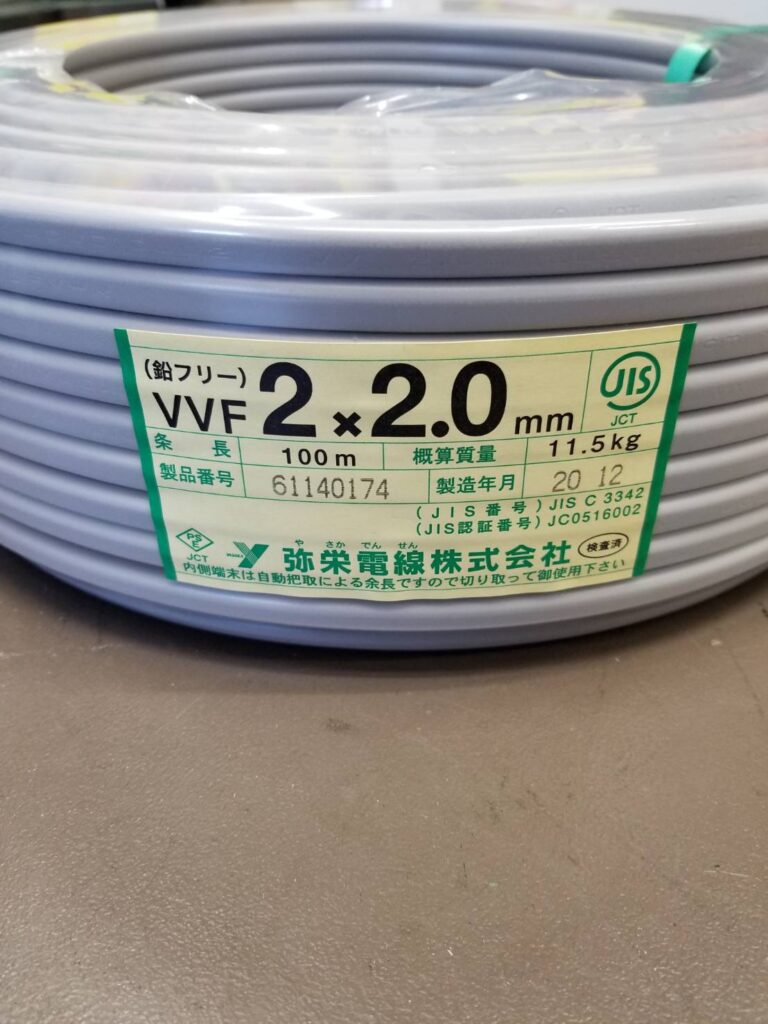 (鉛フリー)
VVF 2×2.0mm
JIS
JCT
条長 100m 概算質量 11.5kg
製品番号 61140174 製造年月 20 12
(JIS番号) JIS C 3342
(JIS認証番号) JC0516002
PSE
JCT
やさかでんせん
Y 弥栄電線株式会社 検査済
内側端末は自動把取による余長ですので切り取って御使用下さい
JCT